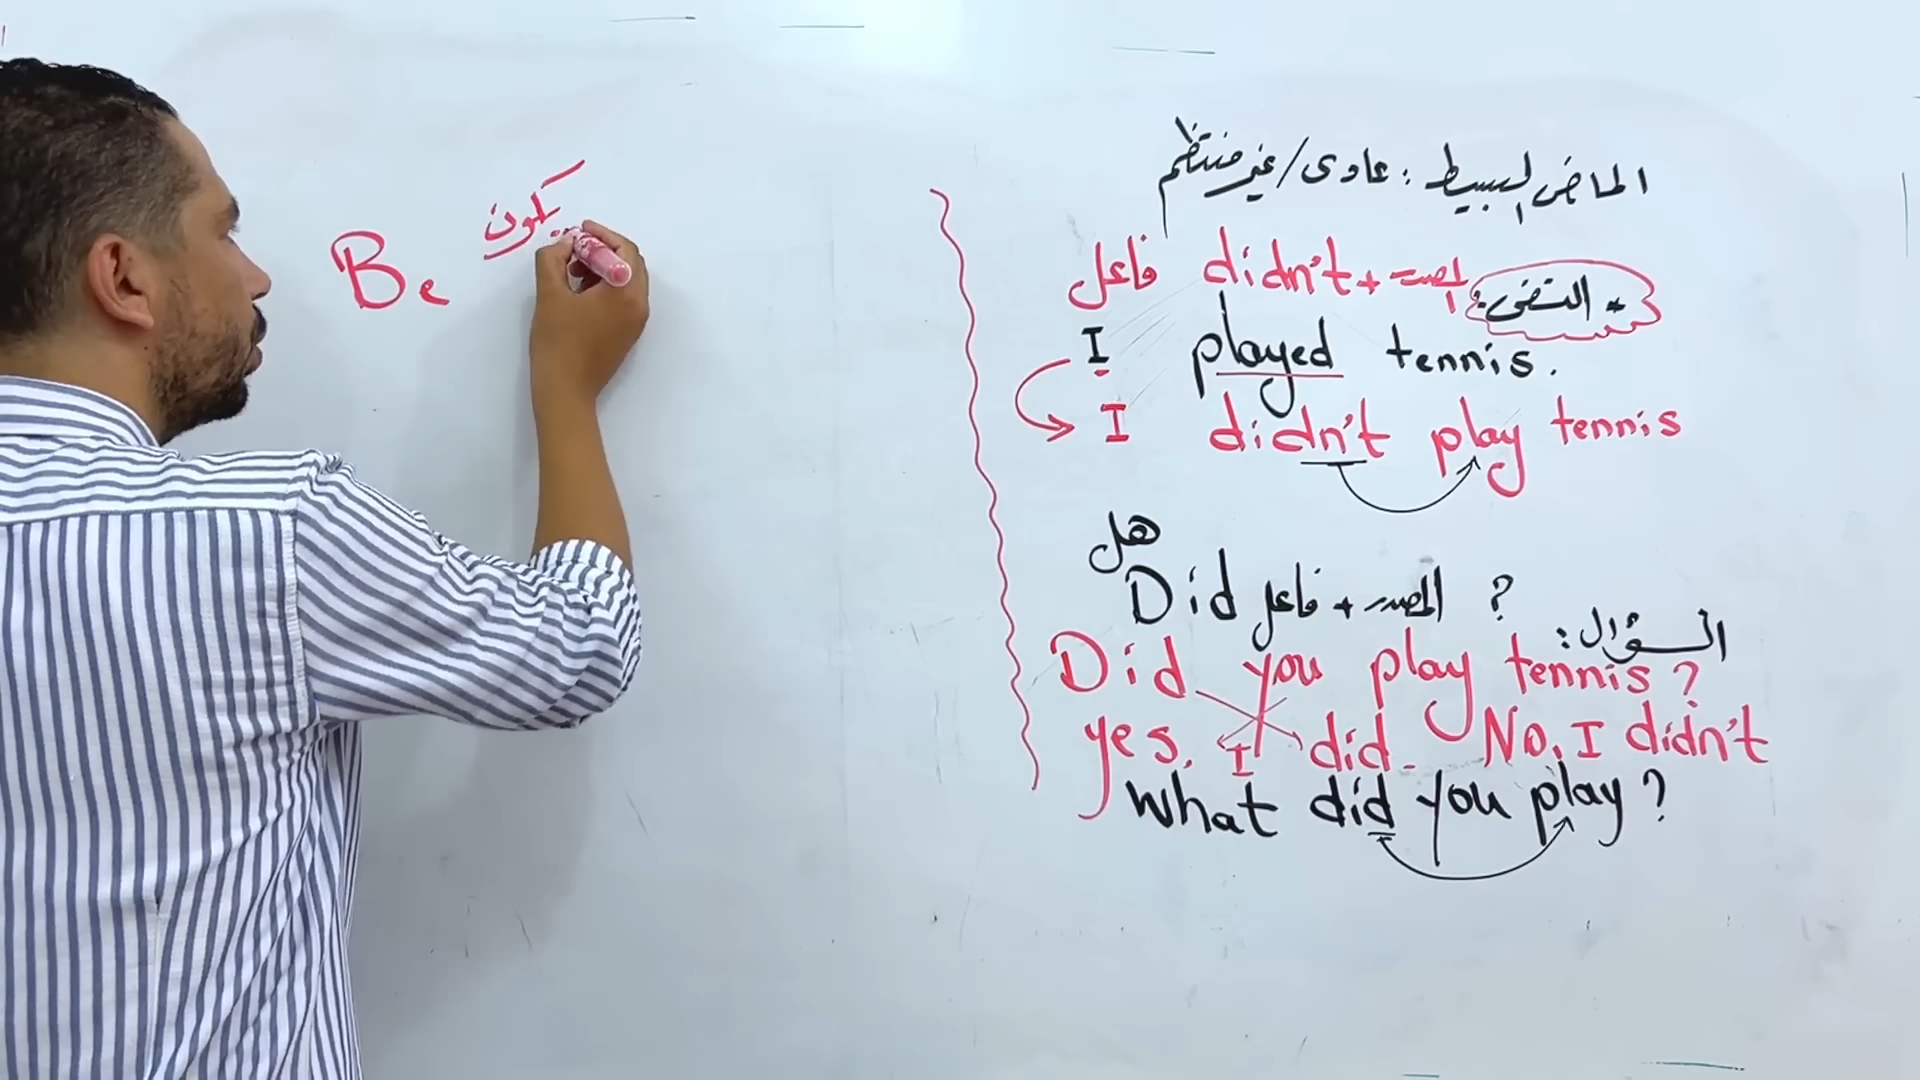 Be يكون
الماضى البسيط : عادى / غير منتظم
* النفى :
فاعل didn't + المصدر
I played tennis.
I didn't play tennis
هل
Did فاعل + المصدر ?
السؤال :
Did you play tennis ?
yes, I did. No, I didn't
What did you play ?